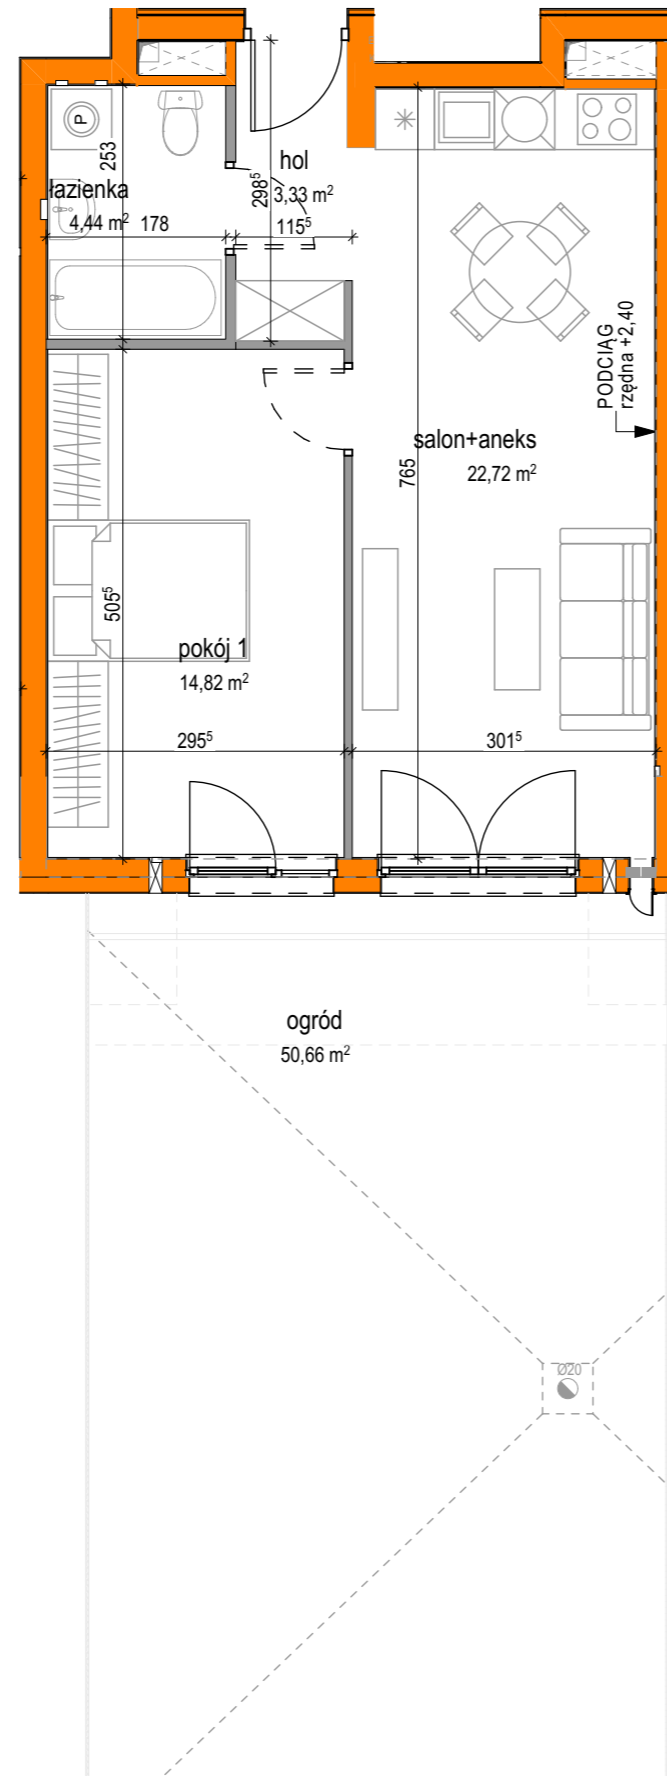 P
253
łazienka
4,44 m²
178
hol
298⁵
3,33 m²
115⁵
PODCIĄG
rzędna +2,40
salon+aneks
22,72 m²
765
505⁵
pokój 1
14,82 m²
295⁵
301⁵
ogród
50,66 m²
Ø20